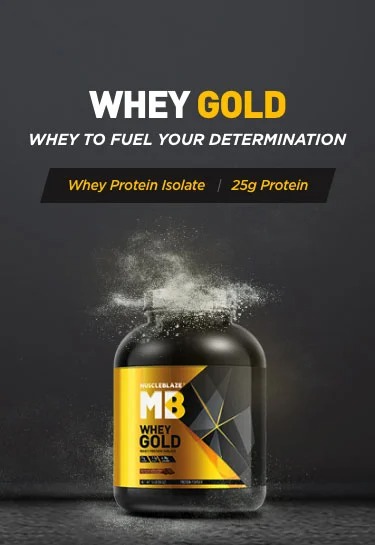 WHEY GOLD
WHEY TO FUEL YOUR DETERMINATION
Whey Protein Isolate | 25g Protein
MUSCLEBLAZE
MB
WHEY
GOLD